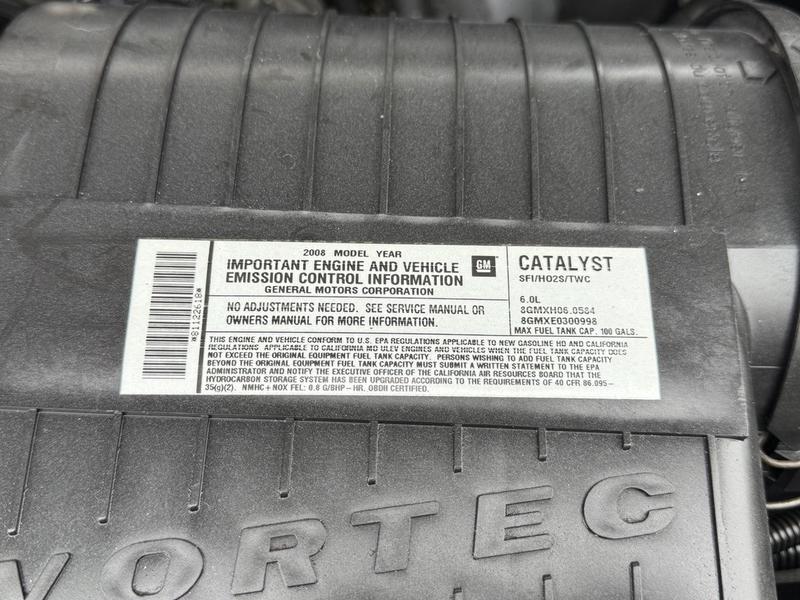 2008 MODEL YEAR
IMPORTANT ENGINE AND VEHICLE
EMISSION CONTROL INFORMATION
GENERAL MOTORS CORPORATION
GM
NO ADJUSTMENTS NEEDED. SEE SERVICE MANUAL OR
OWNERS MANUAL FOR MORE INFORMATION.
CATALYST
SFI/HO2S/TWC
6.0L
8GMXH06.0584
8GMXE0300998
MAX FUEL TANK CAP. 100 GALS.
*81122618*
THIS ENGINE AND VEHICLE CONFORM TO U.S. EPA REGULATIONS APPLICABLE TO NEW GASOLINE HD AND CALIFORNIA
REGULATIONS APPLICABLE TO CALIFORNIA MD ULEV ENGINES AND VEHICLES WHEN THE FUEL TANK CAPACITY DOES
NOT EXCEED THE ORIGINAL EQUIPMENT FUEL TANK CAPACITY. PERSONS WISHING TO ADD FUEL TANK CAPACITY
BEYOND THE ORIGINAL EQUIPMENT FUEL TANK CAPACITY MUST SUBMIT A WRITTEN STATEMENT TO THE EPA
ADMINISTRATOR AND NOTIFY THE EXECUTIVE OFFICER OF THE CALIFORNIA AIR RESOURCES BOARD THAT THE
HYDROCARBON STORAGE SYSTEM HAS BEEN UPGRADED ACCORDING TO THE REQUIREMENTS OF 40 CFR 86.095-
35(g)(2). NMHC+NOX FEL: 0.8 G/BHP-HR. OBDII CERTIFIED.
VORTEC